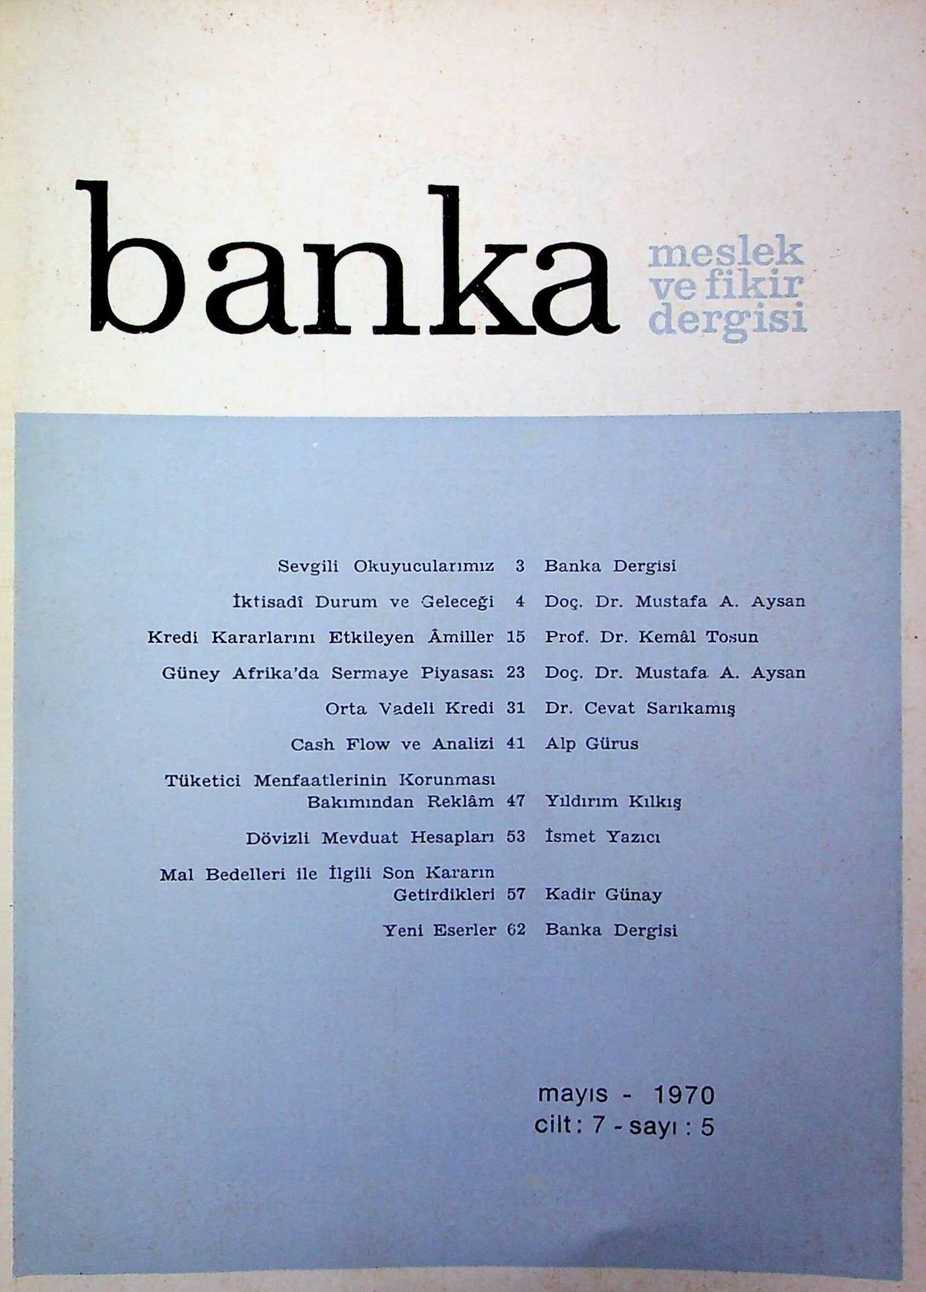 banka
meslek
ve fikir
dergisi
Sevgili Okuyucularımız 3 Banka Dergisi
İktisadî Durum ve Geleceği 4 Doç. Dr. Mustafa A. Aysan
Kredi Kararlarını Etkileyen Âmiller 15 Prof. Dr. Kemâl Tosun
Güney Afrika'da Sermaye Piyasası 23 Doç. Dr. Mustafa A. Aysan
Orta Vadeli Kredi 31 Dr. Cevat Sarıkamış
Cash Flow ve Analizi 41 Alp Gürus
Tüketici Menfaatlerinin Korunması
Bakımından Reklâm 47 Yıldırım Kılkış
Dövizli Mevduat Hesapları 53 İsmet Yazıcı
Mal Bedelleri ile İlgili Son Kararın
Getirdikleri 57 Kadir Günay
Yeni Eserler 62 Banka Dergisi
mayıs - 1970
cilt: 7 - sayı: 5